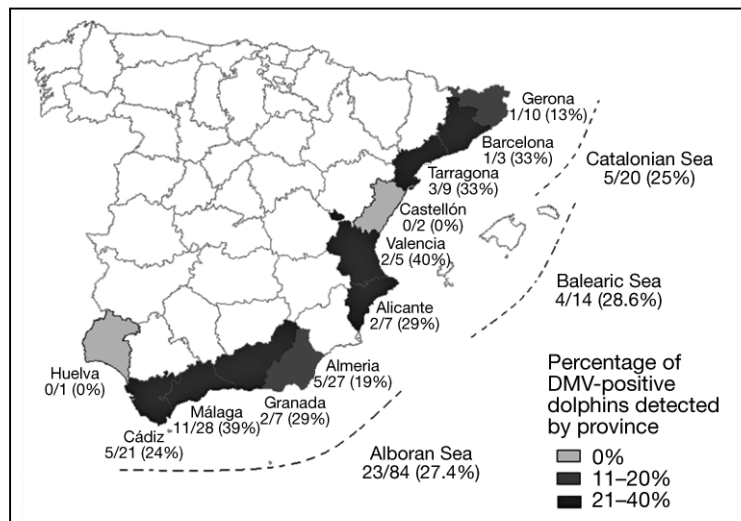 Gerona
1/10 (13%)
Barcelona
1/3 (33%)
Catalonian Sea
5/20 (25%)
Tarragona
3/9 (33%)
Castellón
0/2 (0%)
Valencia
2/5 (40%)
Balearic Sea
4/14 (28.6%)
Alicante
2/7 (29%)
Huelva
0/1 (0%)
Almeria
5/27 (19%)
Granada
2/7 (29%)
Málaga
11/28 (39%)
Cádiz
5/21 (24%)
Alboran Sea
23/84 (27.4%)
Percentage of
DMV-positive
dolphins detected
by province
0%
11–20%
21–40%